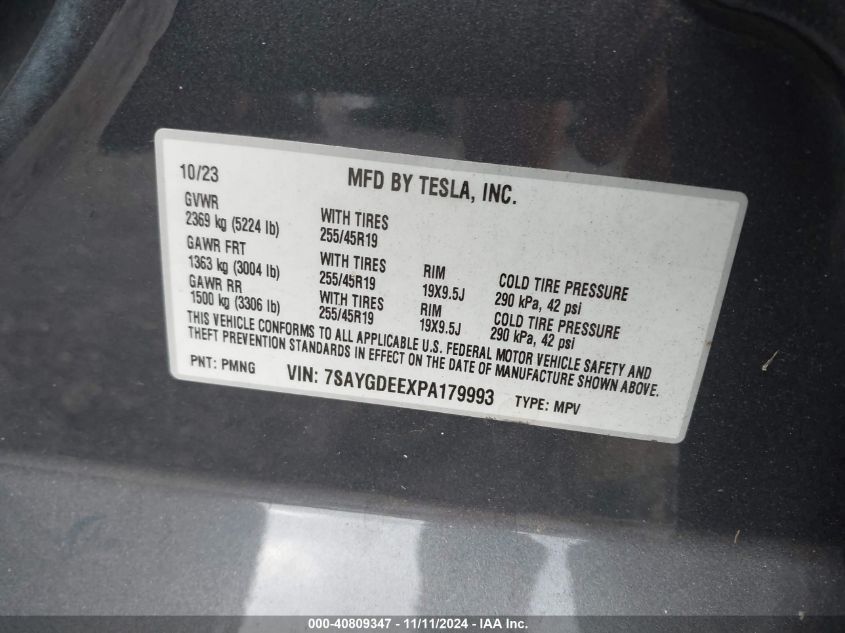 10/23
MFD BY TESLA, INC.
GVWR
2369 kg (5224 lb)
WITH TIRES
255/45R19
GAWR FRT
1363 kg (3004 lb)
WITH TIRES
255/45R19
RIM
19X9.5J
COLD TIRE PRESSURE
290 kPa, 42 psi
GAWR RR
1500 kg (3306 lb)
WITH TIRES
255/45R19
RIM
19X9.5J
COLD TIRE PRESSURE
290 kPa, 42 psi
THIS VEHICLE CONFORMS TO ALL APPLICABLE U.S. FEDERAL MOTOR VEHICLE SAFETY AND
THEFT PREVENTION STANDARDS IN EFFECT ON THE DATE OF MANUFACTURE SHOWN ABOVE.
PNT: PMNG
VIN: 7SAYGDEEXPA179993
TYPE: MPV
000-40809347 - 11/11/2024 - IAA Inc.